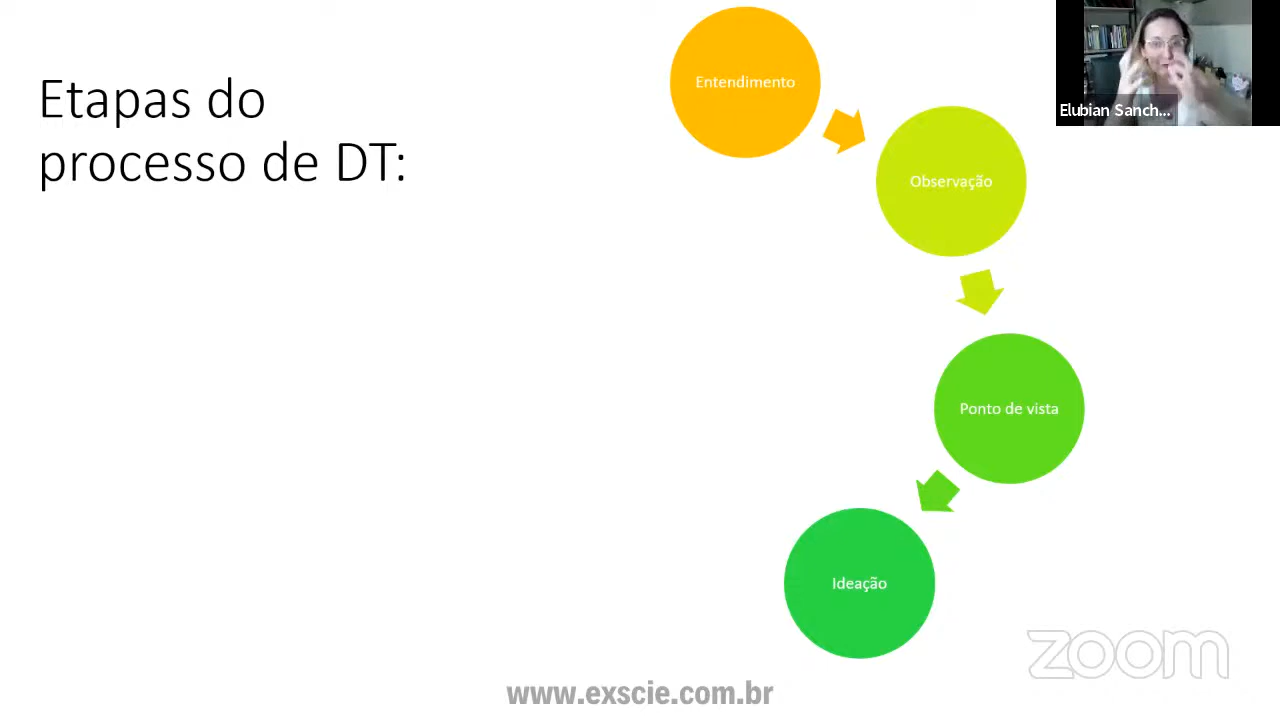 Etapas do
processo de DT:
Entendimento
Observação
Ponto de vista
Ideação
Elubian Sanch...
zoom
www.exscie.com.br